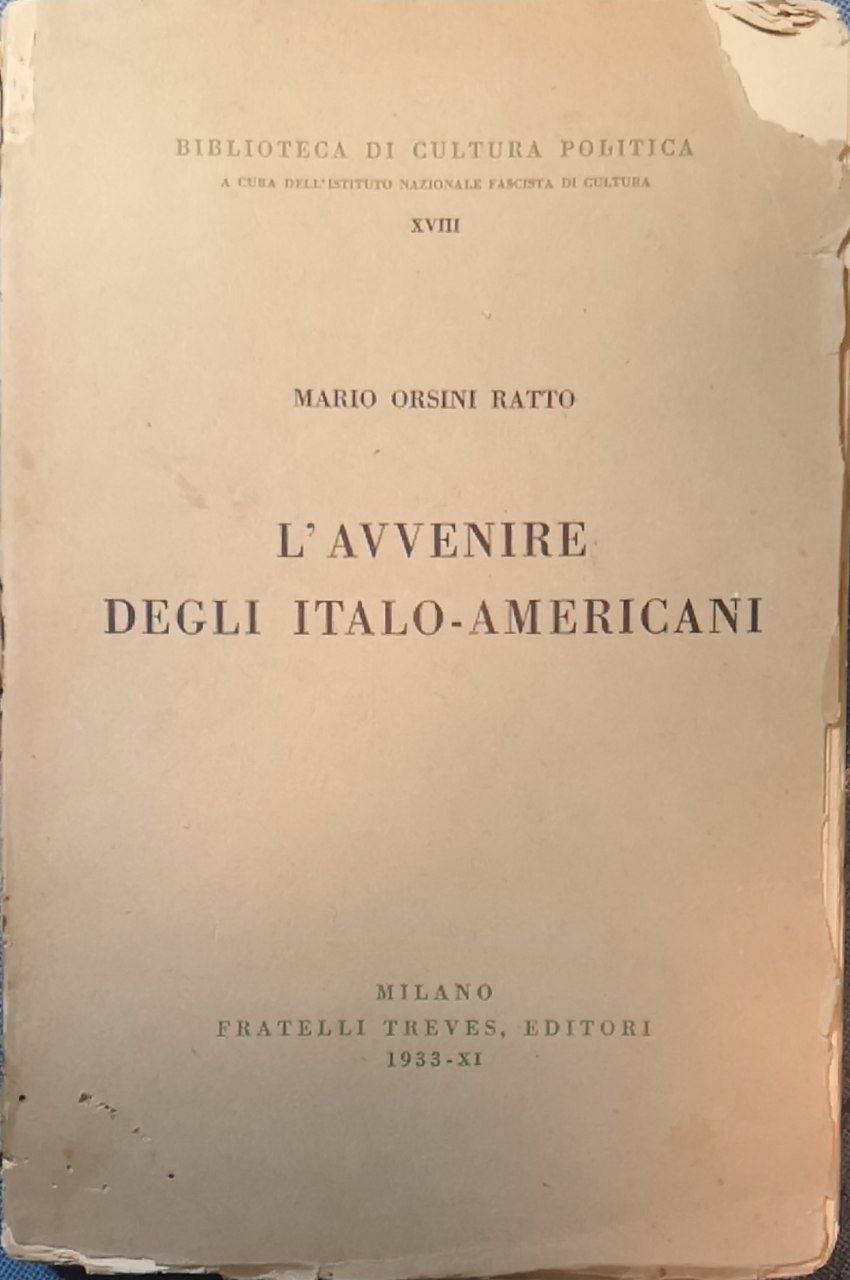 BIBLIOTECA DI CULTURA POLITICA
A CURA DELL'ISTITUTO NAZIONALE FASCISTA DI CULTURA
XVIII
MARIO ORSINI RATTO
L'AVVENIRE
DEGLI ITALO-AMERICANI
MILANO
FRATELLI TREVES, EDITORI
1933-XI